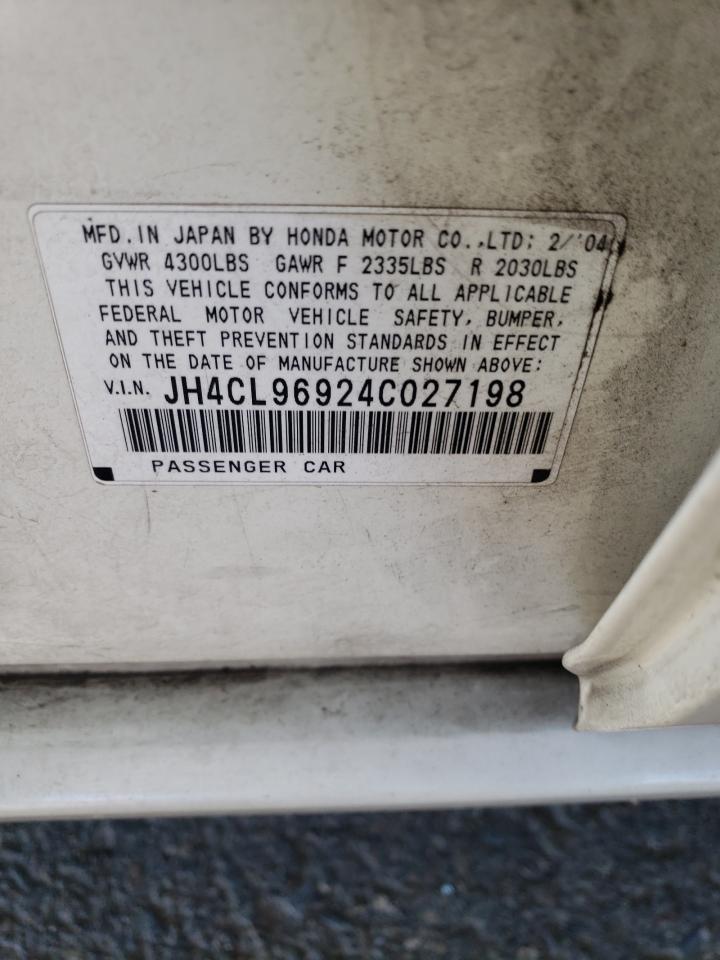 MFD. IN JAPAN BY HONDA MOTOR CO.,LTD: 2/'04
GVWR 4300LBS GAWR F 2335LBS R 2030LBS
THIS VEHICLE CONFORMS TO ALL APPLICABLE
FEDERAL MOTOR VEHICLE SAFETY, BUMPER,
AND THEFT PREVENTION STANDARDS IN EFFECT
ON THE DATE OF MANUFACTURE SHOWN ABOVE:
V.I.N. JH4CL96924C027198
PASSENGER CAR